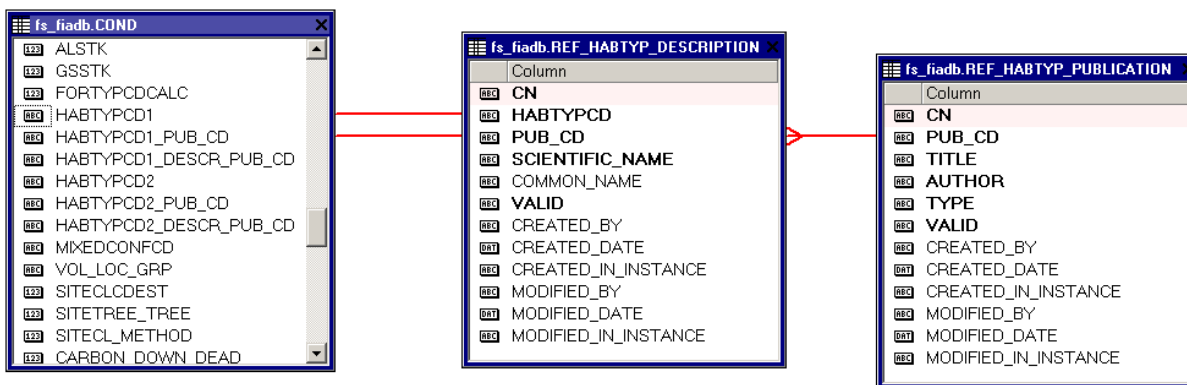 fs_fiadb.COND
ALSTK
GSSTK
FORTYPCDCALC
HABTYPCD1
HABTYPCD1_PUB_CD
HABTYPCD1_DESCR_PUB_CD
HABTYPCD2
HABTYPCD2_PUB_CD
HABTYPCD2_DESCR_PUB_CD
MIXEDCONFCD
VOL_LOC_GRP
SITECLCDEST
SITETREE_TREE
SITECL_METHOD
CARBON_DOWN_DEAD
fs_fiadb.REF_HABTYP_DESCRIPTION
Column
CN
HABTYPCD
PUB_CD
SCIENTIFIC_NAME
COMMON_NAME
VALID
CREATED_BY
CREATED_DATE
CREATED_IN_INSTANCE
MODIFIED_BY
MODIFIED_DATE
MODIFIED_IN_INSTANCE
fs_fiadb.REF_HABTYP_PUBLICATION
Column
CN
PUB_CD
TITLE
AUTHOR
TYPE
VALID
CREATED_BY
CREATED_DATE
CREATED_IN_INSTANCE
MODIFIED_BY
MODIFIED_DATE
MODIFIED_IN_INSTANCE